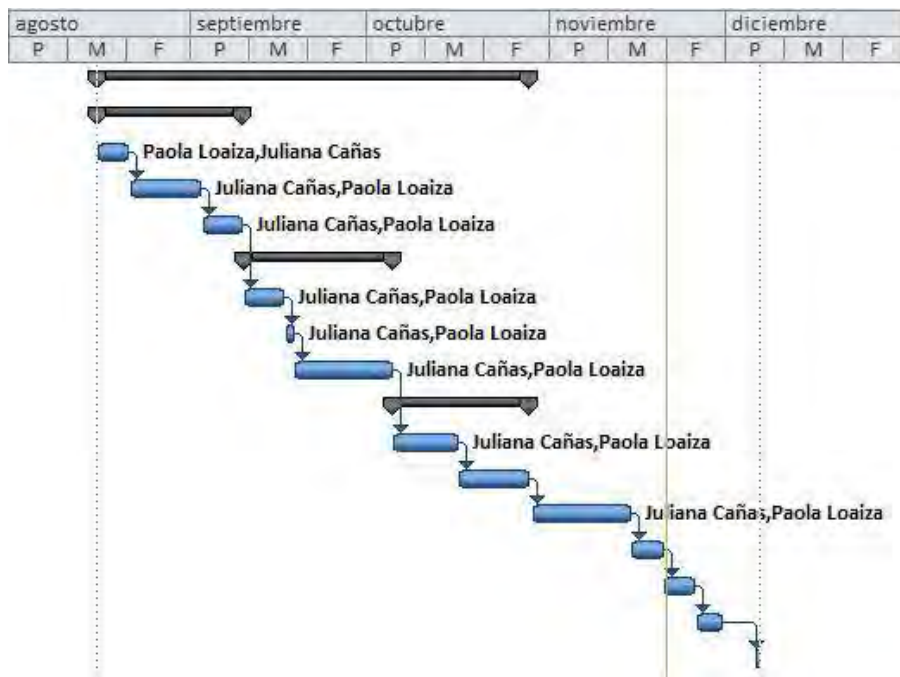 agosto septiembre octubre noviembre diciembre
P M F P M F P M F P M F P M F
Paola Loaiza,Juliana Cañas
Juliana Cañas,Paola Loaiza
Juliana Cañas,Paola Loaiza
Juliana Cañas,Paola Loaiza
Juliana Cañas,Paola Loaiza
Juliana Cañas,Paola Loaiza
Juliana Cañas,Paola Loaiza
Juliana Cañas,Paola Loaiza